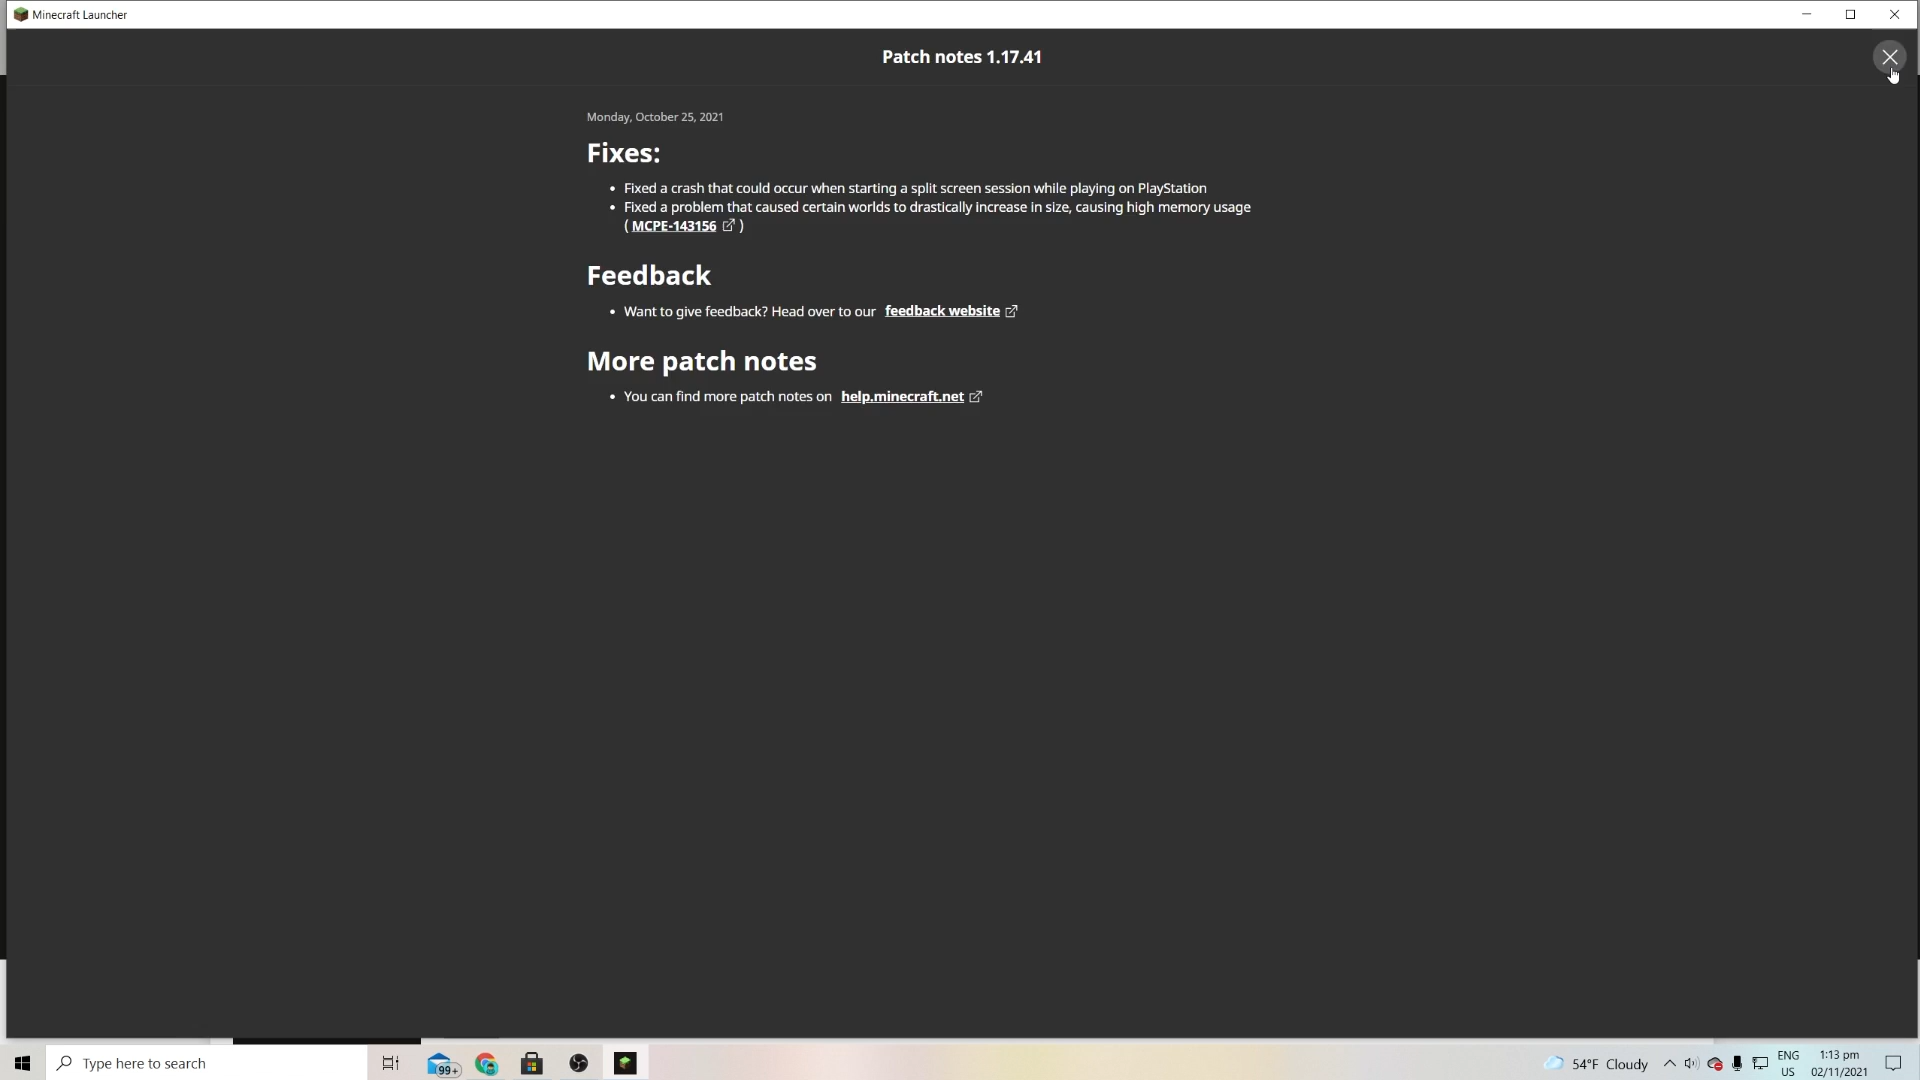 Minecraft Launcher
Patch notes 1.17.41
Monday, October 25, 2021
Fixes:
• Fixed a crash that could occur when starting a split screen session while playing on PlayStation
• Fixed a problem that caused certain worlds to drastically increase in size, causing high memory usage
( MCPE-143156 )
Feedback
• Want to give feedback? Head over to our feedback website
More patch notes
• You can find more patch notes on help.minecraft.net
Type here to search
99+
54°F Cloudy
ENG
US
1:13 pm
02/11/2021